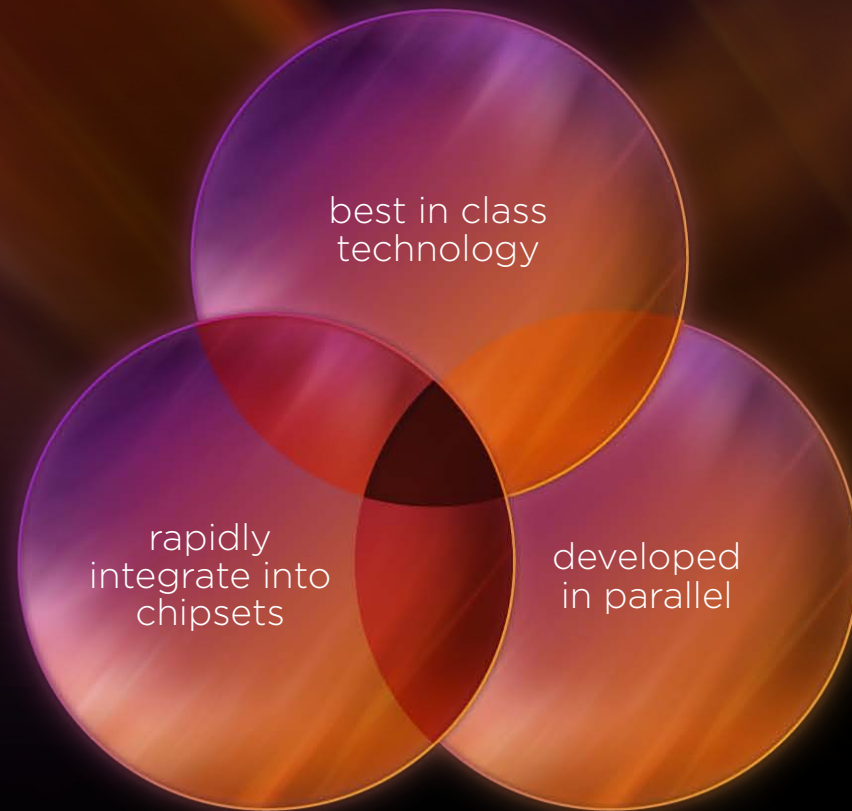 best in class
technology
rapidly
integrate into
chipsets
developed
in parallel